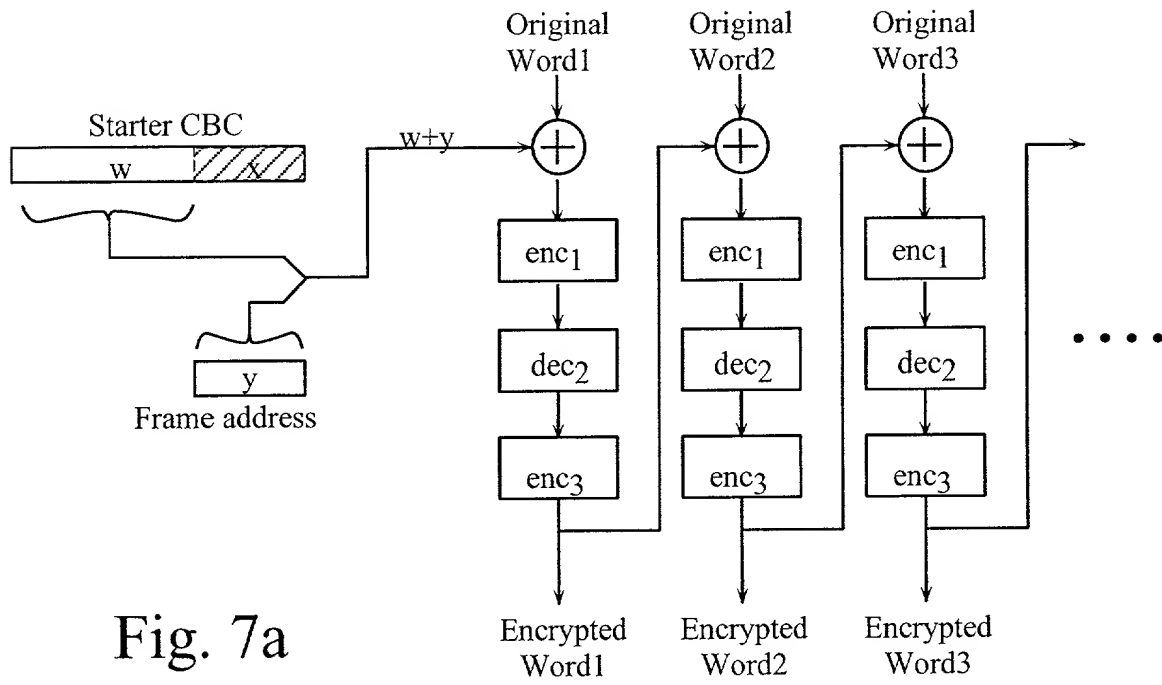 Original Word1
Original Word2
Original Word3
Starter CBC
w
x
w+y
y
Frame address
enc1
enc1
enc1
dec2
dec2
dec2
enc3
enc3
enc3
Encrypted Word1
Encrypted Word2
Encrypted Word3
Fig. 7a